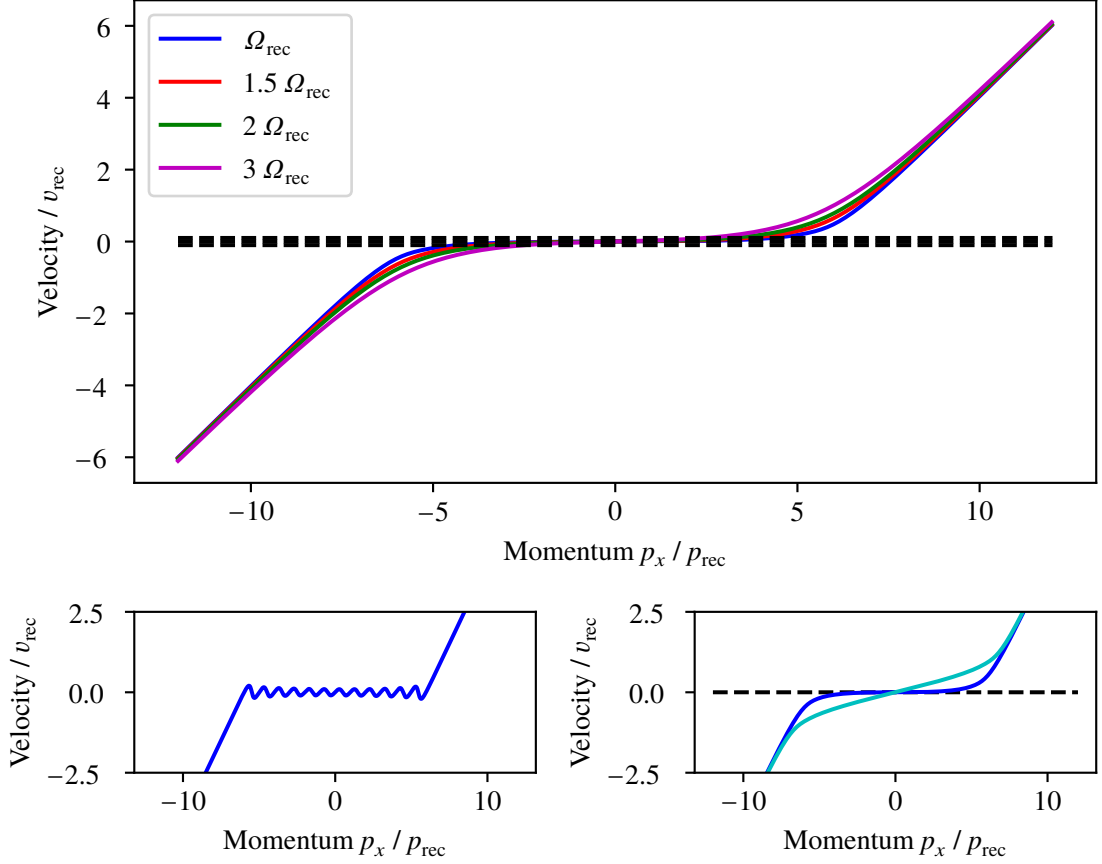 Ω_rec
1.5 Ω_rec
2 Ω_rec
3 Ω_rec
6
4
2
0
−2
−4
−6
Velocity / v_rec
−10 −5 0 5 10
Momentum p_x / p_rec
2.5
0.0
−2.5
Velocity / v_rec
−10 0 10
Momentum p_x / p_rec
2.5
0.0
−2.5
Velocity / v_rec
−10 0 10
Momentum p_x / p_rec